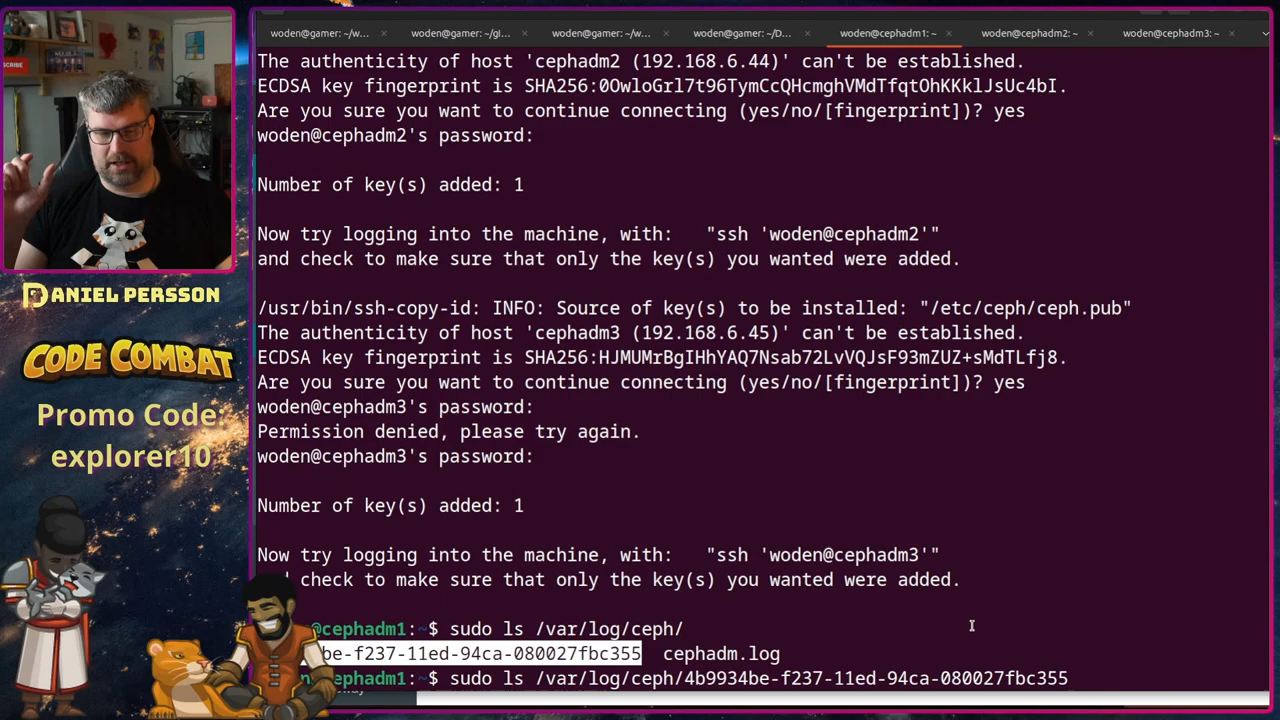 woden@gamer: ~/w...
woden@gamer: ~/gi...
woden@gamer: ~/w...
woden@gamer: ~/D...
woden@cephadm1: ~
woden@cephadm2: ~
woden@cephadm3: ~
The authenticity of host 'cephadm2 (192.168.6.44)' can't be established.
ECDSA key fingerprint is SHA256:0OwloGrl7t96TymCcQHcmghVMdTfqtOhKKklJsUc4bI.
Are you sure you want to continue connecting (yes/no/[fingerprint])? yes
woden@cephadm2's password:
Number of key(s) added: 1
Now try logging into the machine, with:   "ssh 'woden@cephadm2'"
and check to make sure that only the key(s) you wanted were added.
/usr/bin/ssh-copy-id: INFO: Source of key(s) to be installed: "/etc/ceph/ceph.pub"
The authenticity of host 'cephadm3 (192.168.6.45)' can't be established.
ECDSA key fingerprint is SHA256:HJMUMrBgIHhYAQ7Nsab72LvVQJsF93mZUZ+sMdTLfj8.
Are you sure you want to continue connecting (yes/no/[fingerprint])? yes
woden@cephadm3's password:
Permission denied, please try again.
woden@cephadm3's password:
Number of key(s) added: 1
Now try logging into the machine, with:   "ssh 'woden@cephadm3'"
check to make sure that only the key(s) you wanted were added.
@cephadm1:~$ sudo ls /var/log/ceph/
be-f237-11ed-94ca-080027fbc355  cephadm.log
cephadm1:~$ sudo ls /var/log/ceph/4b9934be-f237-11ed-94ca-080027fbc355
SCRIBE
DANIEL PERSSON
CODE COMBAT
Promo Code:
explorer10